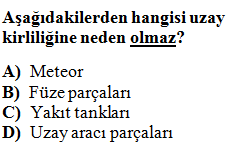 Aşağıdakilerden hangisi uzay
kirliliğine neden olmaz?
A) Meteor
B) Füze parçaları
C) Yakıt tankları
D) Uzay aracı parçaları